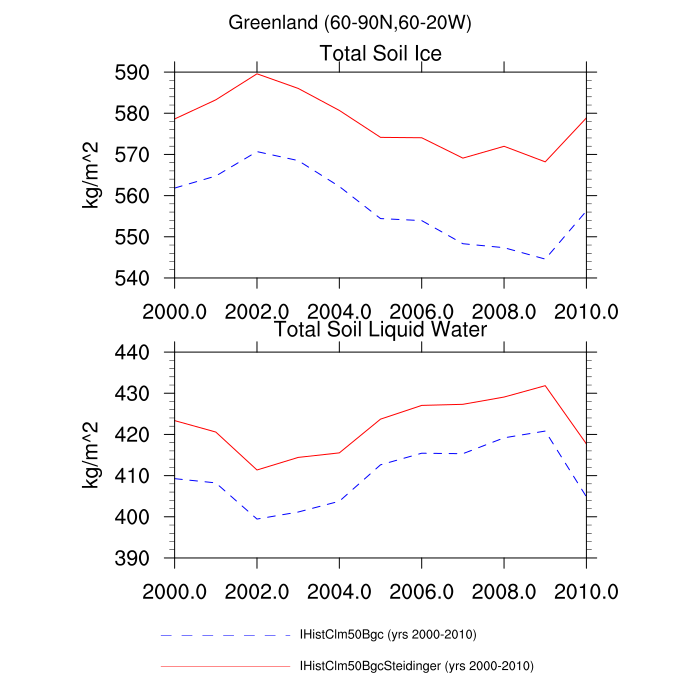 Greenland (60-90N,60-20W)
Total Soil Ice
590
580
570
560
550
540
kg/m^2
2000.0 2002.0 2004.0 2006.0 2008.0 2010.0
Total Soil Liquid Water
440
430
420
410
400
390
kg/m^2
2000.0 2002.0 2004.0 2006.0 2008.0 2010.0
IHistClm50Bgc (yrs 2000-2010)
IHistClm50BgcSteidinger (yrs 2000-2010)